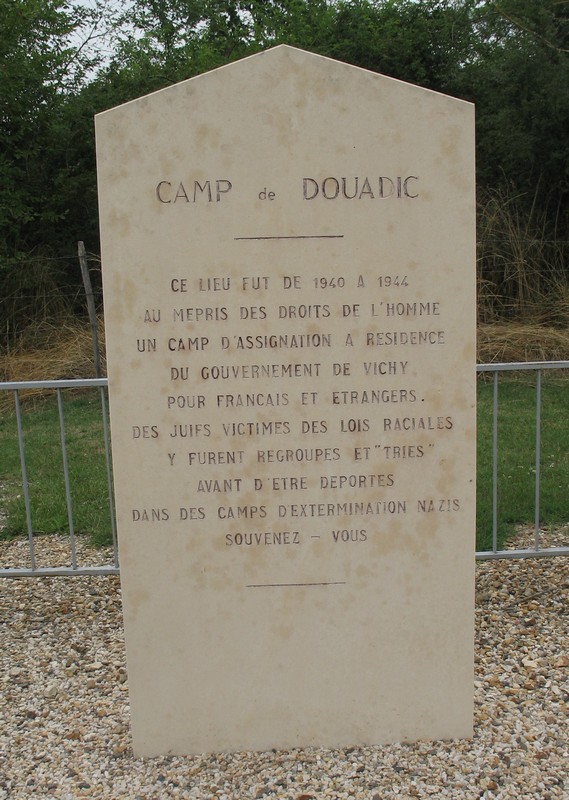 CAMP de DOUADIC
CE LIEU FUT DE 1940 A 1944
AU MEPRIS DES DROITS DE L'HOMME
UN CAMP D'ASSIGNATION A RESIDENCE
DU GOUVERNEMENT DE VICHY
POUR FRANCAIS ET ETRANGERS.
DES JUIFS VICTIMES DES LOIS RACIALES
Y FURENT REGROUPES ET "TRIES"
AVANT D'ETRE DEPORTES
DANS DES CAMPS D'EXTERMINATION NAZIS
SOUVENEZ - VOUS